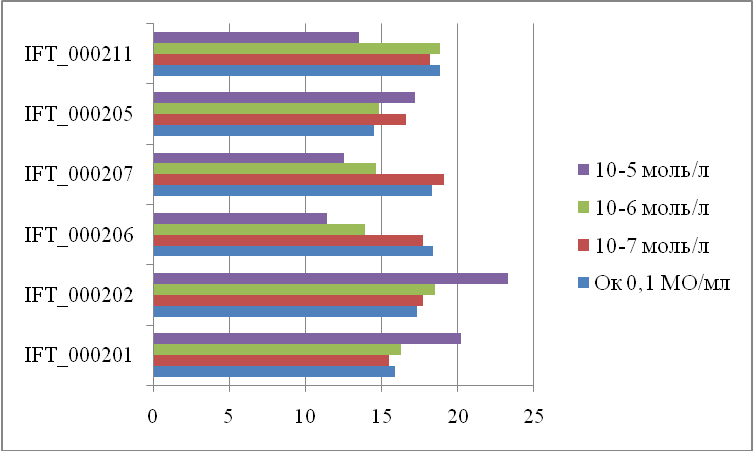 IFT_000211
IFT_000205
IFT_000207
IFT_000206
IFT_000202
IFT_000201
0 5 10 15 20 25
10-5 моль/л
10-6 моль/л
10-7 моль/л
Ок 0,1 МО/мл